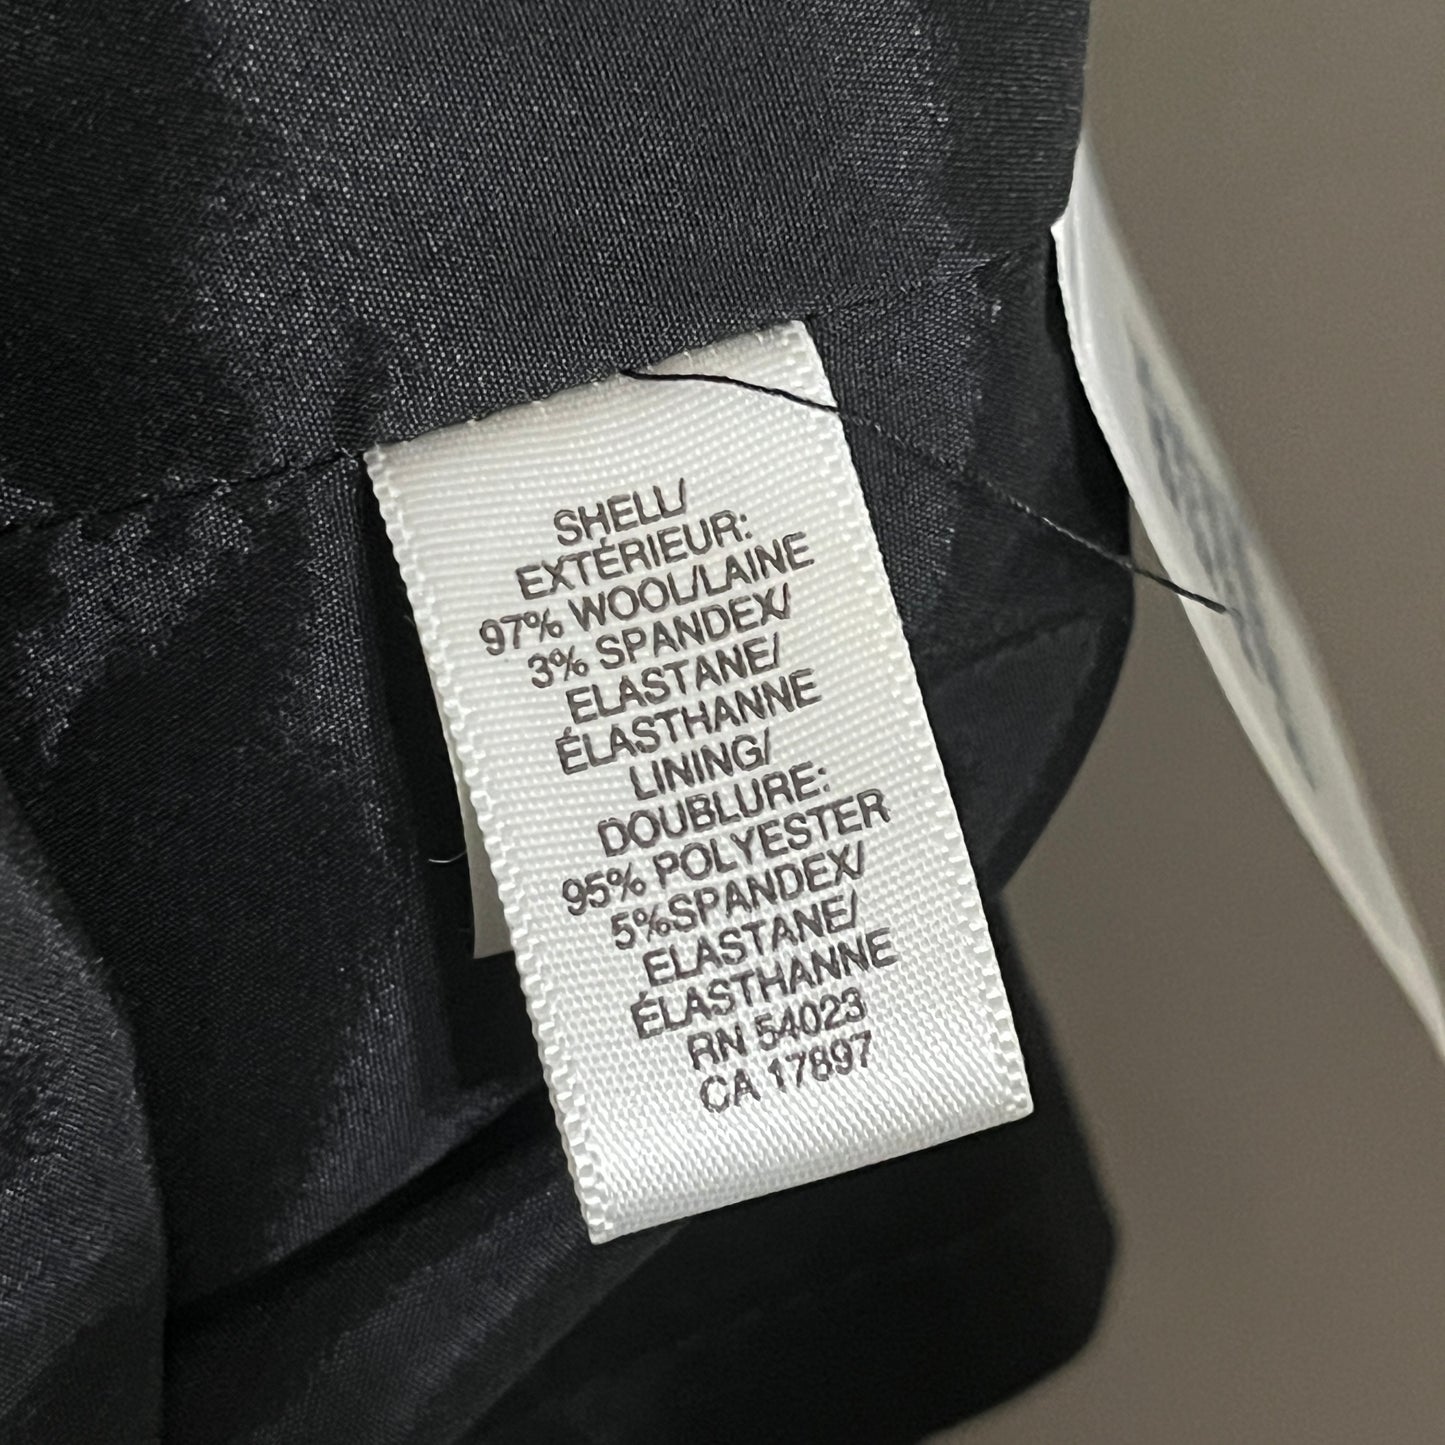 SHELL/
EXTÉRIEUR:
97% WOOL/LAINE
3% SPANDEX/
ELASTANE/
ÉLASTHANNE
LINING/
DOUBLURE:
95% POLYESTER
5%SPANDEX/
ELASTANE/
ÉLASTHANNE
RN 54023
CA 17897